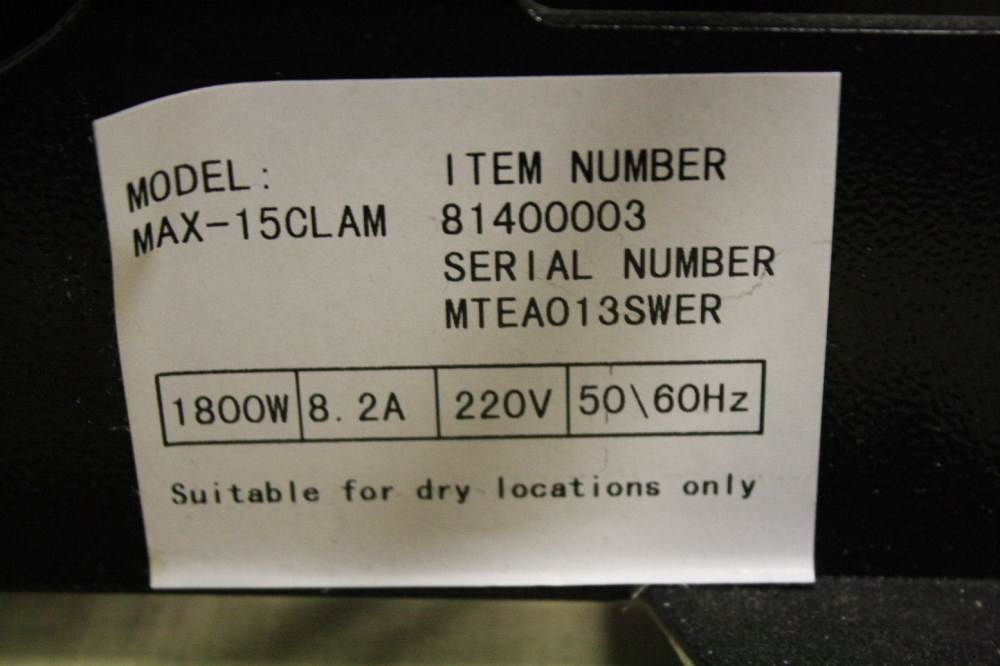 MODEL:
MAX-15CLAM
ITEM NUMBER
81400003
SERIAL NUMBER
MTEA013SWER
1800W 8.2A 220V 50\60Hz
Suitable for dry locations only